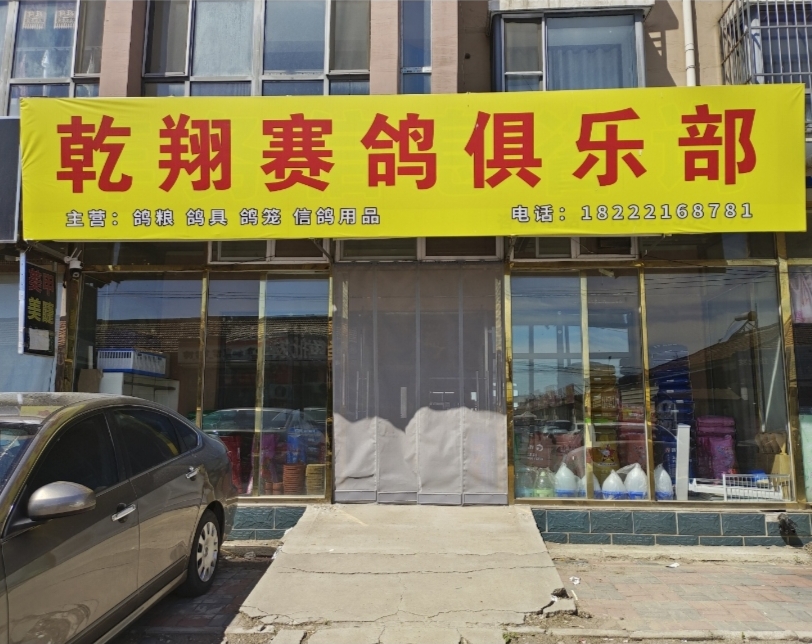 乾翔赛鸽俱乐部
主营：鸽粮 鸽具 鸽笼 信鸽用品
电话：18222168781